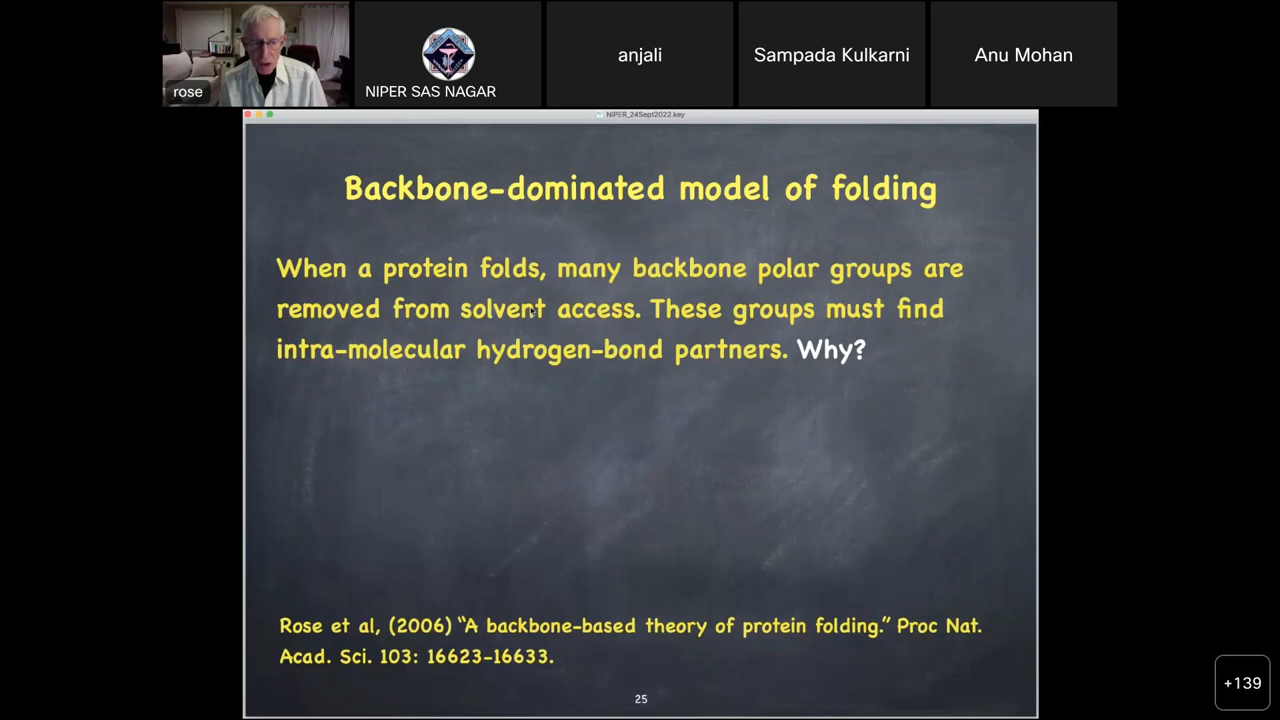 rose
NIPER SAS NAGAR
anjali
Sampada Kulkarni
Anu Mohan
NIPER_24Sept2022.key
Backbone-dominated model of folding
When a protein folds, many backbone polar groups are
removed from solvent access. These groups must find
intra-molecular hydrogen-bond partners. Why?
Rose et al, (2006) “A backbone-based theory of protein folding.” Proc Nat.
Acad. Sci. 103: 16623-16633.
25
+139